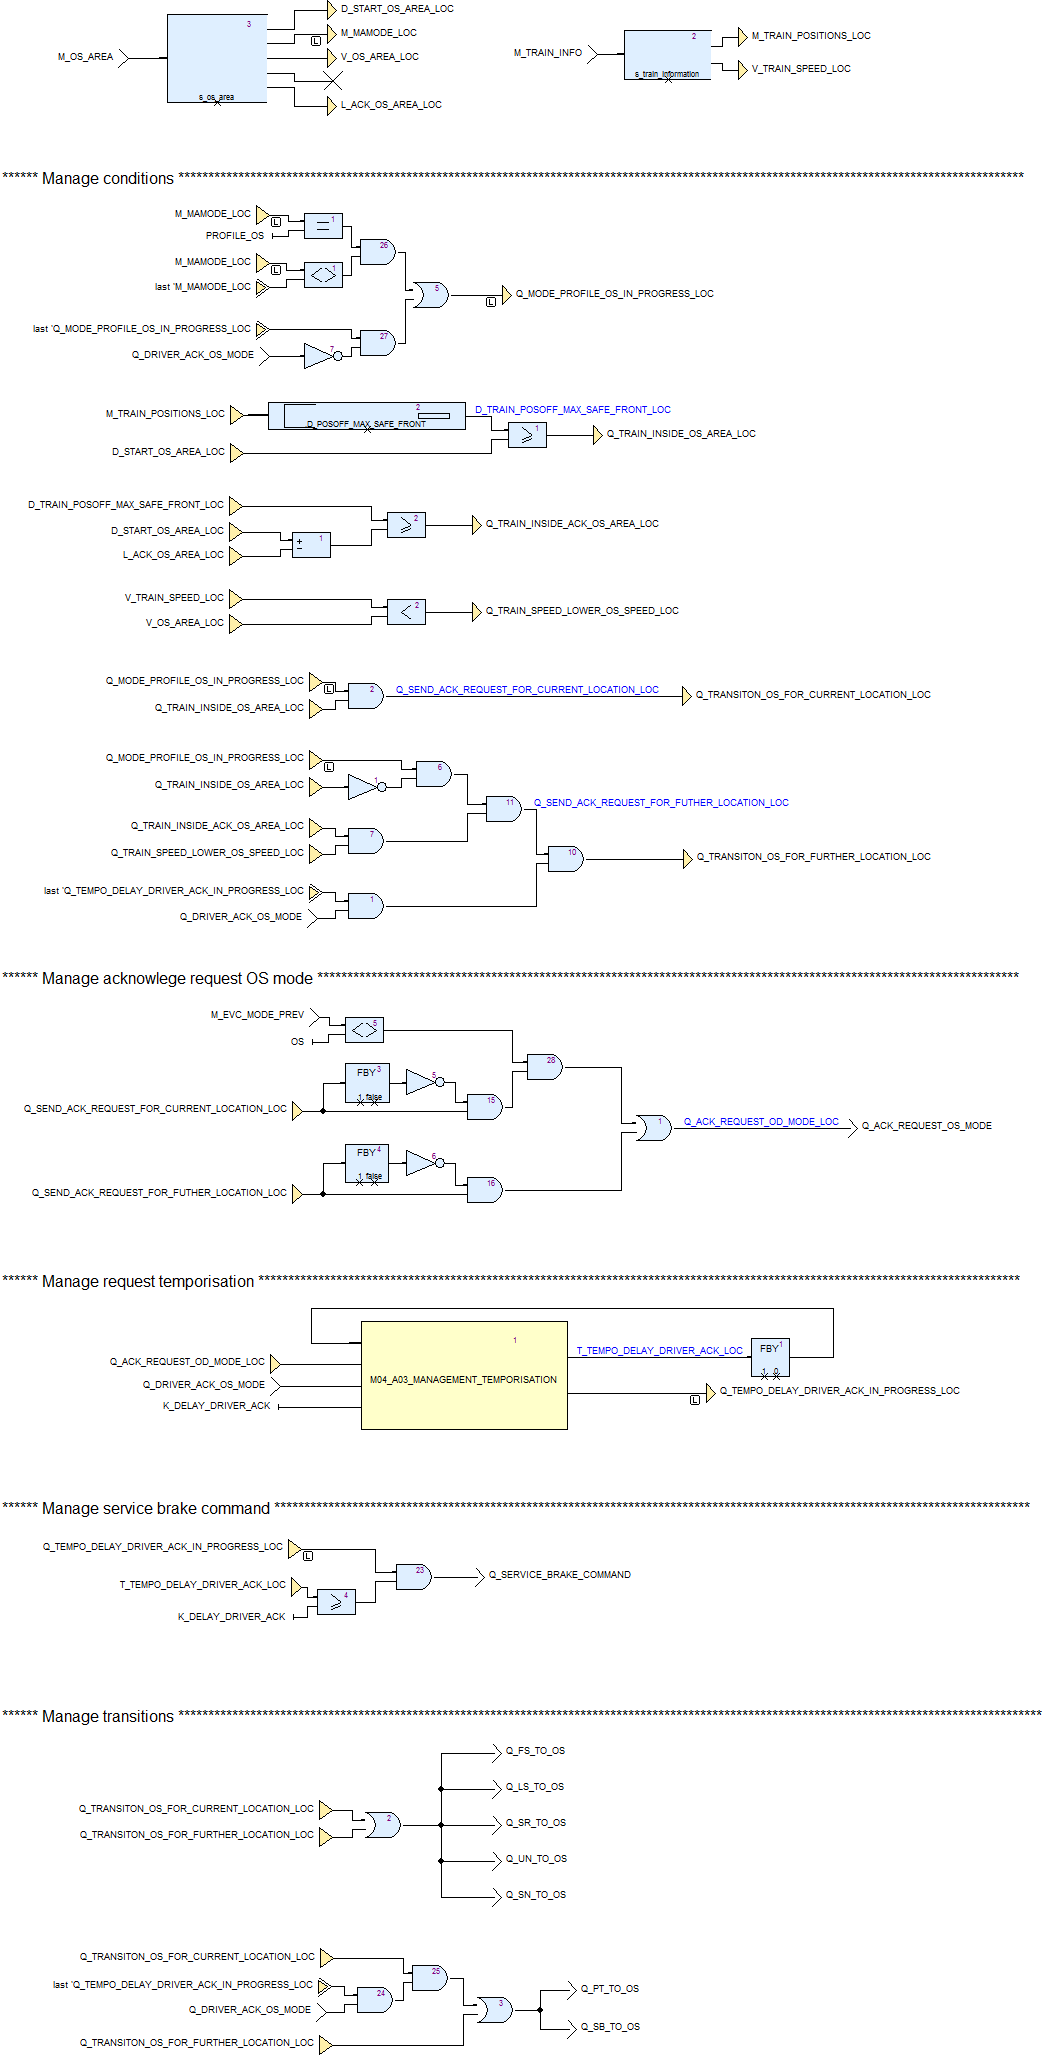 D_START_OS_AREA_LOC
3
M_MAMODE_LOC
L
M_OS_AREA
V_OS_AREA_LOC
s_os_area
L_ACK_OS_AREA_LOC
2
M_TRAIN_POSITIONS_LOC
M_TRAIN_INFO
V_TRAIN_SPEED_LOC
s_train_information
****** Manage conditions ******
M_MAMODE_LOC
L
1
PROFILE_OS
26
M_MAMODE_LOC
L
1
last 'M_MAMODE_LOC
5
Q_MODE_PROFILE_OS_IN_PROGRESS_LOC
L
last 'Q_MODE_PROFILE_OS_IN_PROGRESS_LOC
27
Q_DRIVER_ACK_OS_MODE
7
M_TRAIN_POSITIONS_LOC
2
D_POSOFF_MAX_SAFE_FRONT
D_TRAIN_POSOFF_MAX_SAFE_FRONT_LOC
1
Q_TRAIN_INSIDE_OS_AREA_LOC
D_START_OS_AREA_LOC
D_TRAIN_POSOFF_MAX_SAFE_FRONT_LOC
2
Q_TRAIN_INSIDE_ACK_OS_AREA_LOC
D_START_OS_AREA_LOC
1
L_ACK_OS_AREA_LOC
V_TRAIN_SPEED_LOC
2
Q_TRAIN_SPEED_LOWER_OS_SPEED_LOC
V_OS_AREA_LOC
Q_MODE_PROFILE_OS_IN_PROGRESS_LOC
L
2
Q_SEND_ACK_REQUEST_FOR_CURRENT_LOCATION_LOC
Q_TRANSITON_OS_FOR_CURRENT_LOCATION_LOC
Q_TRAIN_INSIDE_OS_AREA_LOC
Q_MODE_PROFILE_OS_IN_PROGRESS_LOC
L
6
Q_TRAIN_INSIDE_OS_AREA_LOC
1
11
Q_SEND_ACK_REQUEST_FOR_FUTHER_LOCATION_LOC
Q_TRAIN_INSIDE_ACK_OS_AREA_LOC
7
Q_TRAIN_SPEED_LOWER_OS_SPEED_LOC
10
Q_TRANSITON_OS_FOR_FURTHER_LOCATION_LOC
last 'Q_TEMPO_DELAY_DRIVER_ACK_IN_PROGRESS_LOC
1
Q_DRIVER_ACK_OS_MODE
****** Manage acknowlege request OS mode ******
M_EVC_MODE_PREV
5
OS
28
FBY 3
1 false
5
15
Q_SEND_ACK_REQUEST_FOR_CURRENT_LOCATION_LOC
1
Q_ACK_REQUEST_OD_MODE_LOC
Q_ACK_REQUEST_OS_MODE
FBY 4
1 false
6
16
Q_SEND_ACK_REQUEST_FOR_FUTHER_LOCATION_LOC
****** Manage request temporisation ******
1
Q_ACK_REQUEST_OD_MODE_LOC
T_TEMPO_DELAY_DRIVER_ACK_LOC
FBY 1
1 0
Q_DRIVER_ACK_OS_MODE
M04_A03_MANAGEMENT_TEMPORISATION
L
Q_TEMPO_DELAY_DRIVER_ACK_IN_PROGRESS_LOC
K_DELAY_DRIVER_ACK
****** Manage service brake command ******
Q_TEMPO_DELAY_DRIVER_ACK_IN_PROGRESS_LOC
L
23
Q_SERVICE_BRAKE_COMMAND
T_TEMPO_DELAY_DRIVER_ACK_LOC
4
K_DELAY_DRIVER_ACK
****** Manage transitions ******
Q_FS_TO_OS
Q_LS_TO_OS
Q_TRANSITON_OS_FOR_CURRENT_LOCATION_LOC
2
Q_SR_TO_OS
Q_TRANSITON_OS_FOR_FURTHER_LOCATION_LOC
Q_UN_TO_OS
Q_SN_TO_OS
Q_TRANSITON_OS_FOR_CURRENT_LOCATION_LOC
25
last 'Q_TEMPO_DELAY_DRIVER_ACK_IN_PROGRESS_LOC
24
Q_DRIVER_ACK_OS_MODE
3
Q_PT_TO_OS
Q_SB_TO_OS
Q_TRANSITON_OS_FOR_FURTHER_LOCATION_LOC